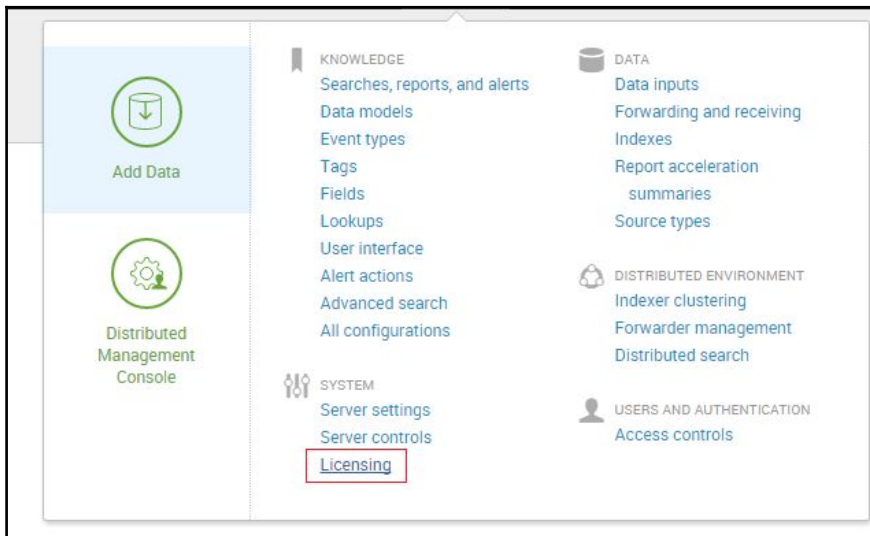 Add Data
Distributed
Management
Console
KNOWLEDGE
Searches, reports, and alerts
Data models
Event types
Tags
Fields
Lookups
User interface
Alert actions
Advanced search
All configurations
SYSTEM
Server settings
Server controls
Licensing
DATA
Data inputs
Forwarding and receiving
Indexes
Report acceleration
summaries
Source types
DISTRIBUTED ENVIRONMENT
Indexer clustering
Forwarder management
Distributed search
USERS AND AUTHENTICATION
Access controls